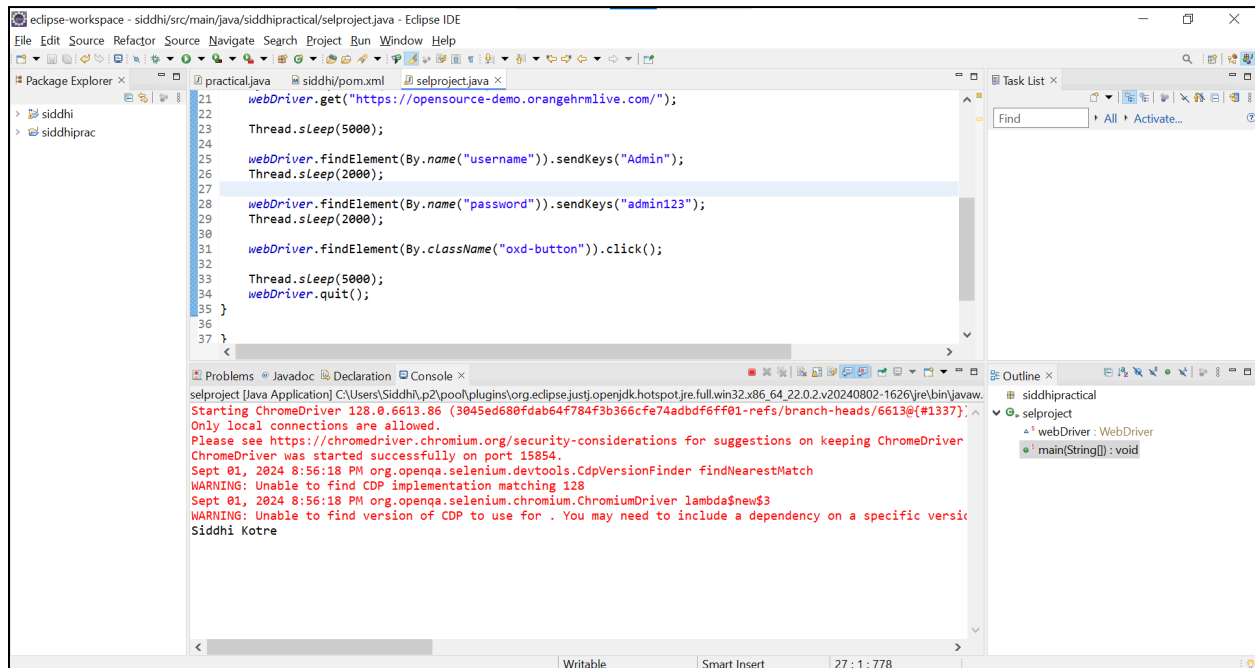 eclipse-workspace - siddhi/src/main/java/siddhipractical/selproject.java - Eclipse IDE
File Edit Source Refactor Source Navigate Search Project Run Window Help
Package Explorer
siddhi
siddhiprac
practical.java siddhi/pom.xml selproject.java
21 webDriver.get("https://opensource-demo.orangehrmlive.com/");
22
23 Thread.sleep(5000);
24
25 webDriver.findElement(By.name("username")).sendKeys("Admin");
26 Thread.sleep(2000);
27
28 webDriver.findElement(By.name("password")).sendKeys("admin123");
29 Thread.sleep(2000);
30
31 webDriver.findElement(By.className("oxd-button")).click();
32
33 Thread.sleep(5000);
34 webDriver.quit();
35 }
36
37 }
Task List
Find All Activate...
Problems Javadoc Declaration Console
selproject [Java Application] C:\Users\Siddhi\.p2\pool\plugins\org.eclipse.justj.openjdk.hotspot.jre.full.win32.x86_64_22.0.2.v20240802-1626\jre\bin\javaw.
Starting ChromeDriver 128.0.6613.86 (3045ed680fdab64f784f3b366cfe74adbdf6ff01-refs/branch-heads/6613@{#1337})
Only local connections are allowed.
Please see https://chromedriver.chromium.org/security-considerations for suggestions on keeping ChromeDriver
ChromeDriver was started successfully on port 15854.
Sept 01, 2024 8:56:18 PM org.openqa.selenium.devtools.CdpVersionFinder findNearestMatch
WARNING: Unable to find CDP implementation matching 128
Sept 01, 2024 8:56:18 PM org.openqa.selenium.chromium.ChromiumDriver lambda$new$3
WARNING: Unable to find version of CDP to use for . You may need to include a dependency on a specific versio
Siddhi Kotre
Outline
siddhipractical
selproject
webDriver : WebDriver
main(String[]) : void
Writable Smart Insert 27 : 1 : 778